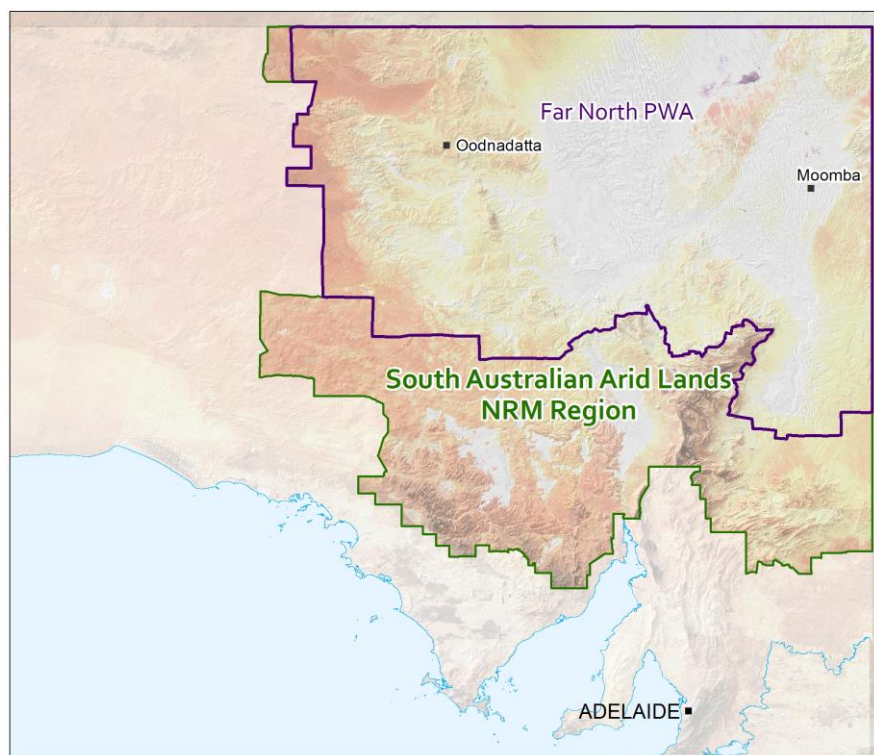 Far North PWA
Oodnadatta
Moomba
South Australian Arid Lands
NRM Region
ADELAIDE